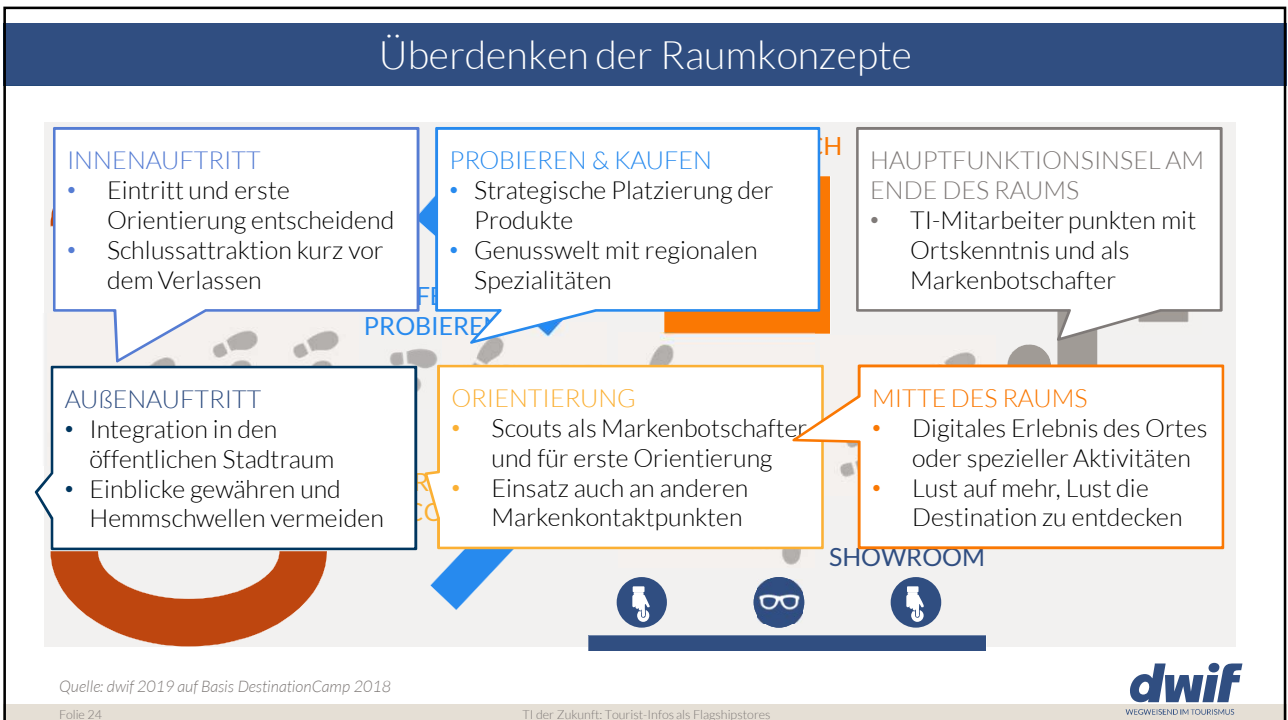 Überdenken der Raumkonzepte
INNENAUFTRITT
• Eintritt und erste
Orientierung entscheidend
• Schlussattraktion kurz vor
dem Verlassen
PROBIEREN & KAUFEN
• Strategische Platzierung der
Produkte
• Genusswelt mit regionalen
Spezialitäten
HAUPTFUNKTIONSINSEL AM
ENDE DES RAUMS
• TI-Mitarbeiter punkten mit
Ortskenntnis und als
Markenbotschafter
AUßENAUFTRITT
• Integration in den
öffentlichen Stadtraum
• Einblicke gewähren und
Hemmschwellen vermeiden
ORIENTIERUNG
• Scouts als Markenbotschafter
und für erste Orientierung
• Einsatz auch an anderen
Markenkontaktpunkten
MITTE DES RAUMS
• Digitales Erlebnis des Ortes
oder spezieller Aktivitäten
• Lust auf mehr, Lust die
Destination zu entdecken
SHOWROOM
Quelle: dwif 2019 auf Basis DestinationCamp 2018
dwif
WEGWEISEND IM TOURISMUS
Folie 24
TI der Zukunft: Tourist-Infos als Flagshipstores